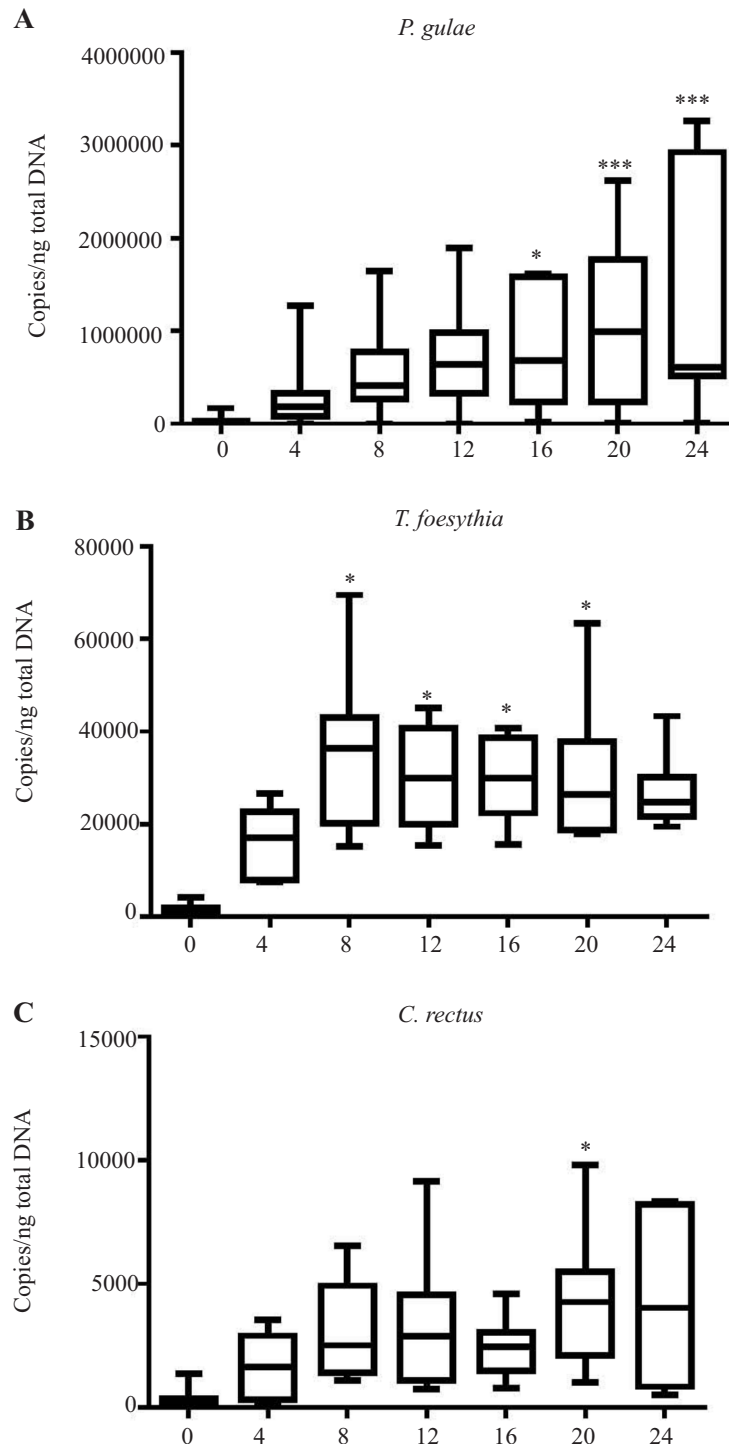 A
P. gulae
Copies/ng total DNA
4000000
3000000
2000000
1000000
0
*
***
***
0 4 8 12 16 20 24
B
T. foesythia
Copies/ng total DNA
80000
60000
40000
20000
0
*
*
*
*
0 4 8 12 16 20 24
C
C. rectus
Copies/ng total DNA
15000
10000
5000
0
*
0 4 8 12 16 20 24